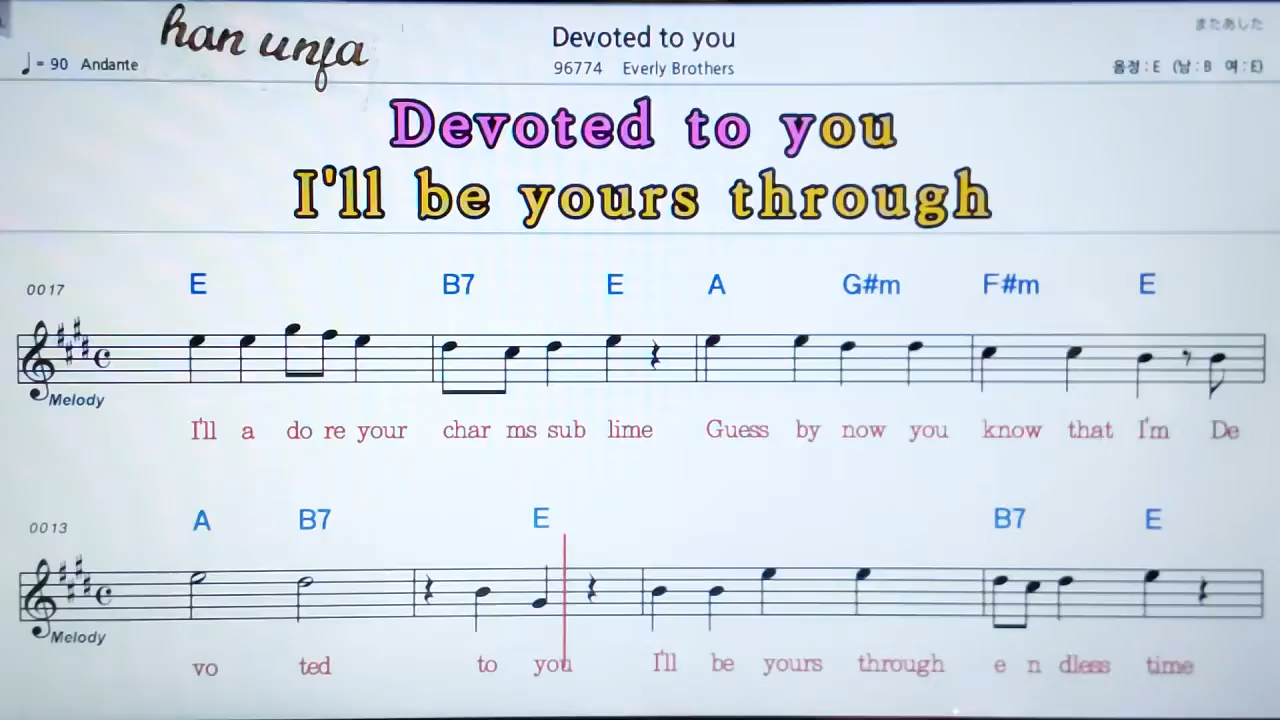 han unja
Devoted to you
またあした
♩ = 90 Andante
96774 Everly Brothers
음정 : E (남 : B 여 : E)
Devoted to you
I'll be yours through
0017
E B7 E A G#m F#m E
Melody
I'll a do re your char ms sub lime Guess by now you know that I'm De
0013
A B7 E B7 E
Melody
vo ted to you I'll be yours through e n dless time